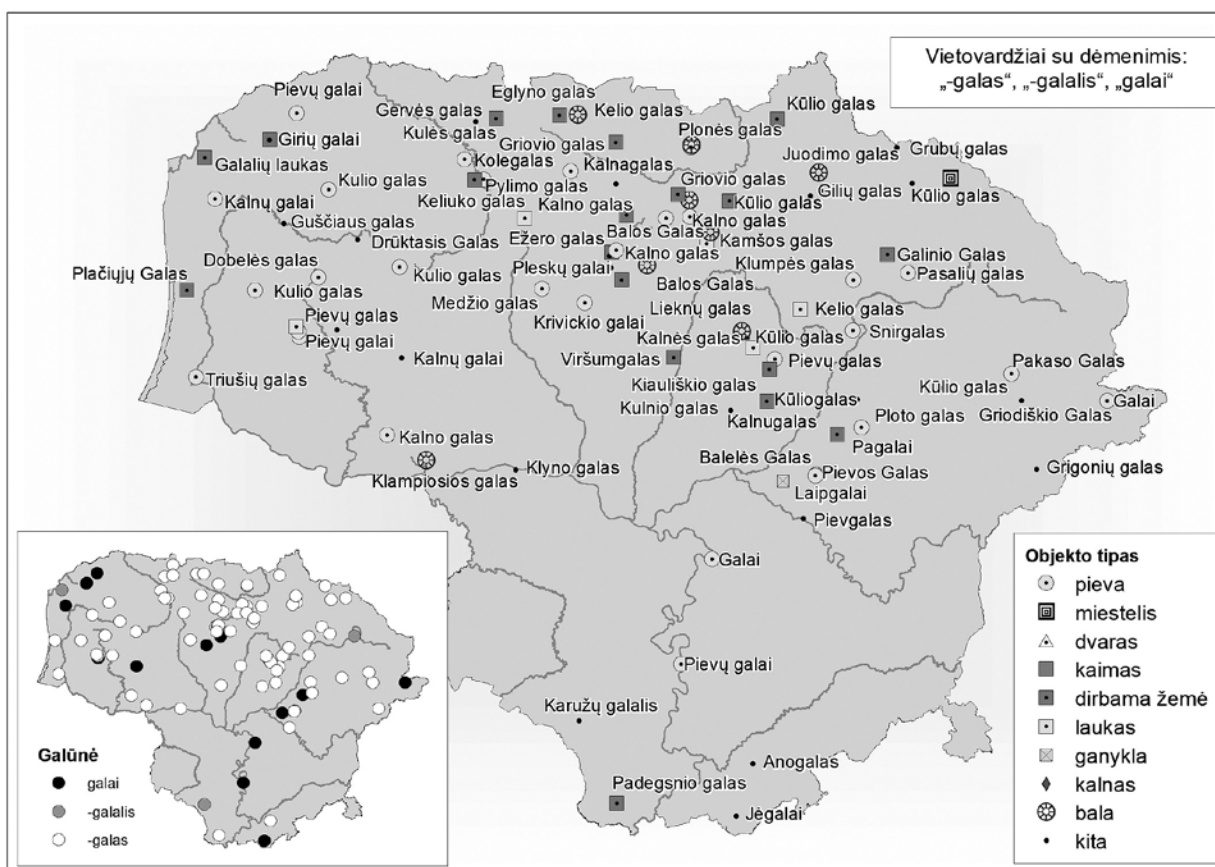 Vietovardžiai su dėmenimis:
„-galas“, „-galalis“, „galai“
Pievų galai
Eglyno galas
Gervės galas
Kelio galas
Kūlio galas
Girių galai
Kulės galas
Plonės galas
Griovio galas
Juodimo galas
Grubų galas
Galalių laukas
Kolegalas
Kalnagalas
Kulio galas
Pylimo galas
Griovio galas
Gilių galas
Kūlio galas
Kalnų galai
Keliuko galas
Kalno galas
Kūlio galas
Guščiaus galas
Kalno galas
Balos Galas
Drūktasis Galas
Ežero galas
Kamšos galas
Kalno galas
Galinio Galas
Dobelės galas
Plačiųjų Galas
Kulio galas
Pleskų galai
Klumpės galas
Pasalių galas
Kulio galas
Medžio galas
Balos Galas
Krivickio galai
Lieknų galas
Kelio galas
Pievų galas
Kalnės galas
Kūlio galas
Snirgalas
Pievų galai
Kalnų galai
Viršumgalas
Pievų galas
Pakaso Galas
Triušių galas
Kiauliškio galas
Kūlio galas
Kulnio galas
Kūliogalas
Galai
Kalnugalas
Griodiškio Galas
Kalno galas
Ploto galas
Pagalai
Balelės Galas
Klyno galas
Pievos Galas
Grigonių galas
Klampiosios galas
Laipgalai
Pievgalas
Galai
Pievų galai
Karužų galalis
Anogalas
Padegsnio galas
Jėgalai
Galūnė
galai
-galalis
-galas
Objekto tipas
pieva
miestelis
dvaras
kaimas
dirbama žemė
laukas
ganykla
kalnas
bala
kita